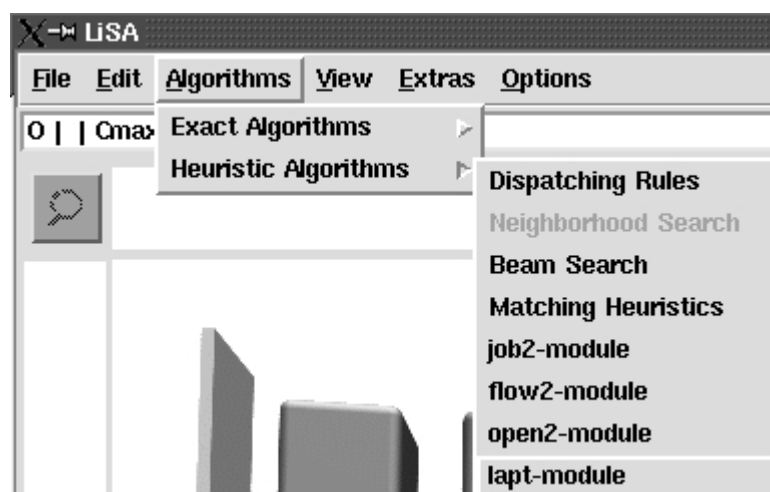 LiSA
File Edit Algorithms View Extras Options
O | | Cmax
Exact Algorithms
Heuristic Algorithms
Dispatching Rules
Neighborhood Search
Beam Search
Matching Heuristics
job2-module
flow2-module
open2-module
lapt-module